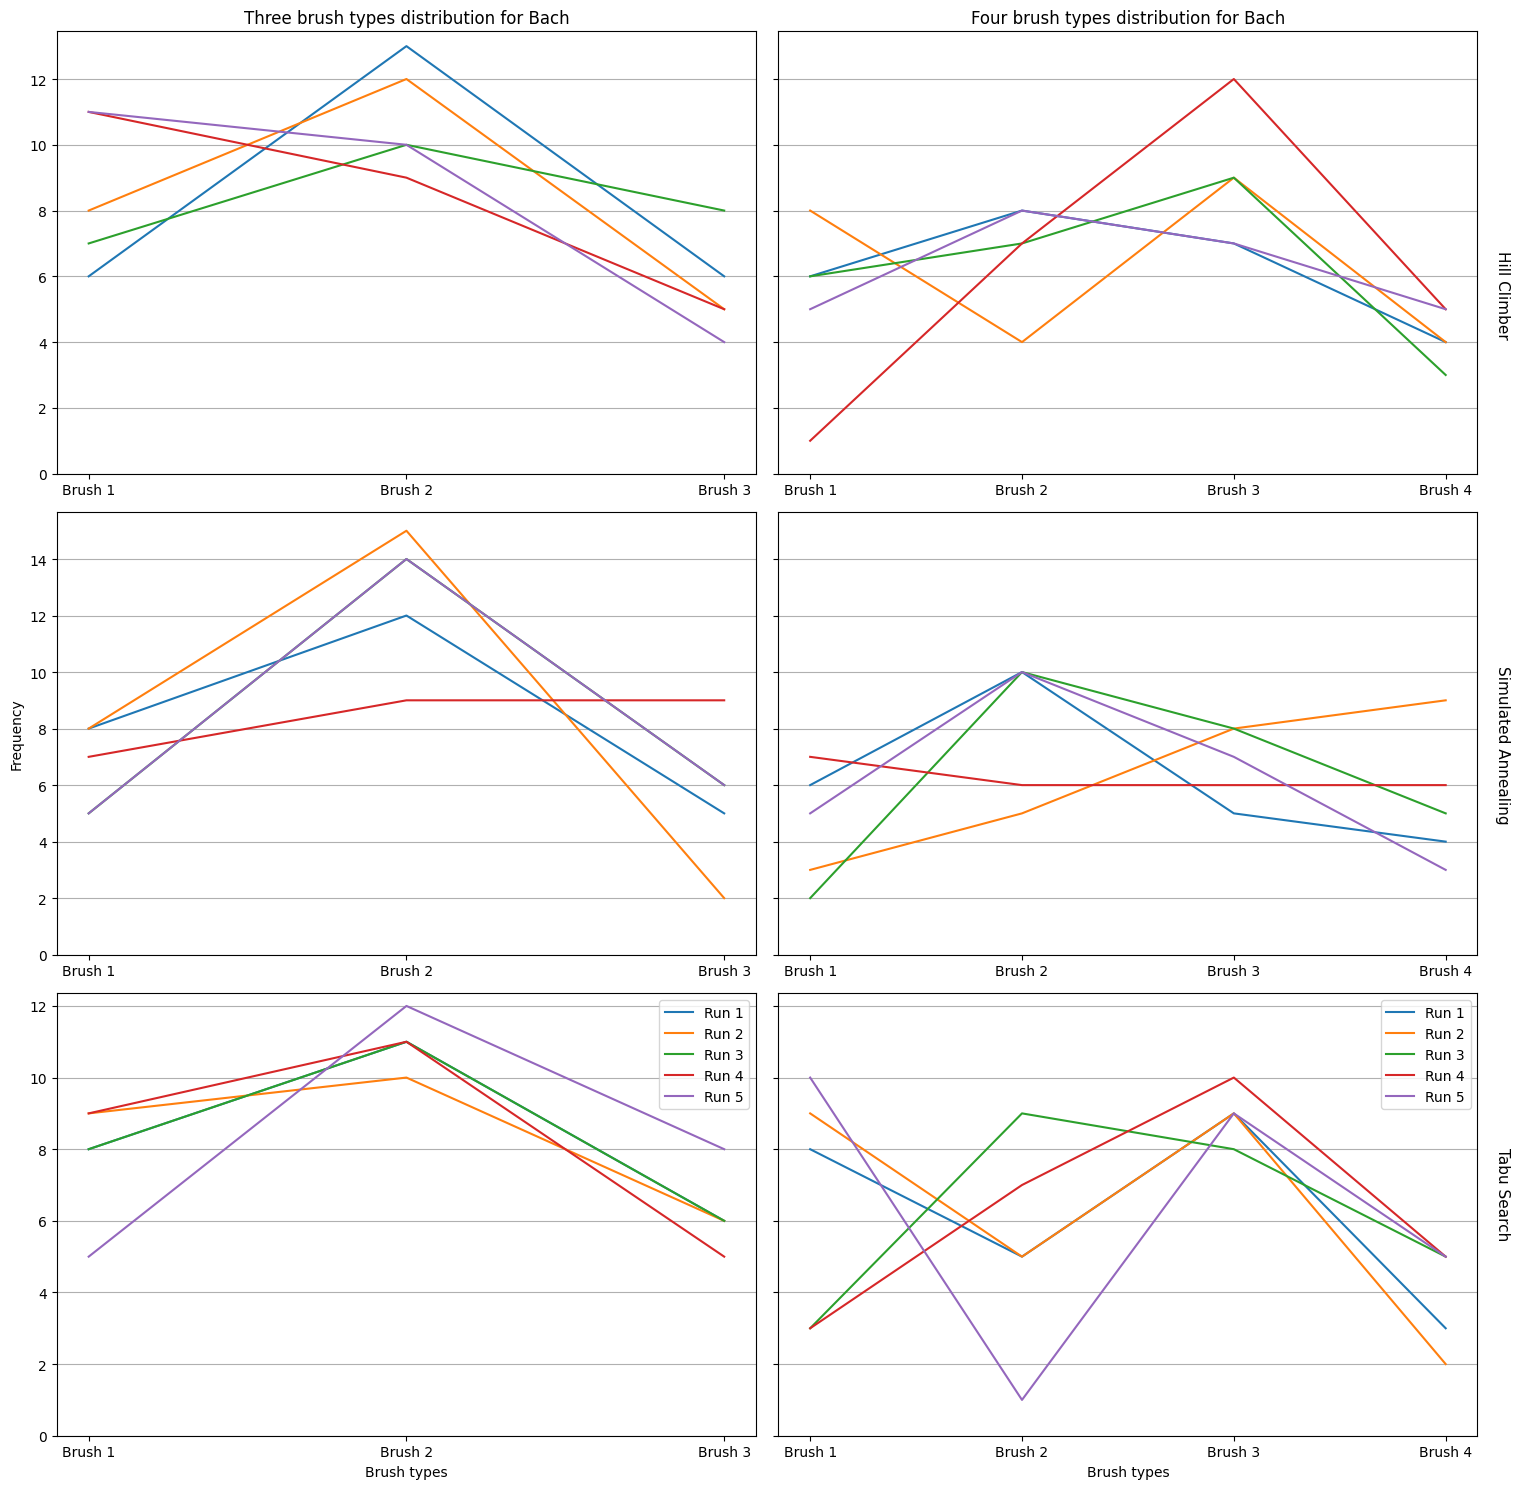 Three brush types distribution for Bach
Four brush types distribution for Bach
12
10
8
6
4
2
0
Brush 1 Brush 2 Brush 3
Brush 1 Brush 2 Brush 3 Brush 4
Hill Climber
Frequency
14
12
10
8
6
4
2
0
Brush 1 Brush 2 Brush 3
Brush 1 Brush 2 Brush 3 Brush 4
Simulated Annealing
12
10
8
6
4
2
0
Run 1
Run 2
Run 3
Run 4
Run 5
Brush 1 Brush 2 Brush 3
Brush types
Run 1
Run 2
Run 3
Run 4
Run 5
Brush 1 Brush 2 Brush 3 Brush 4
Brush types
Tabu Search